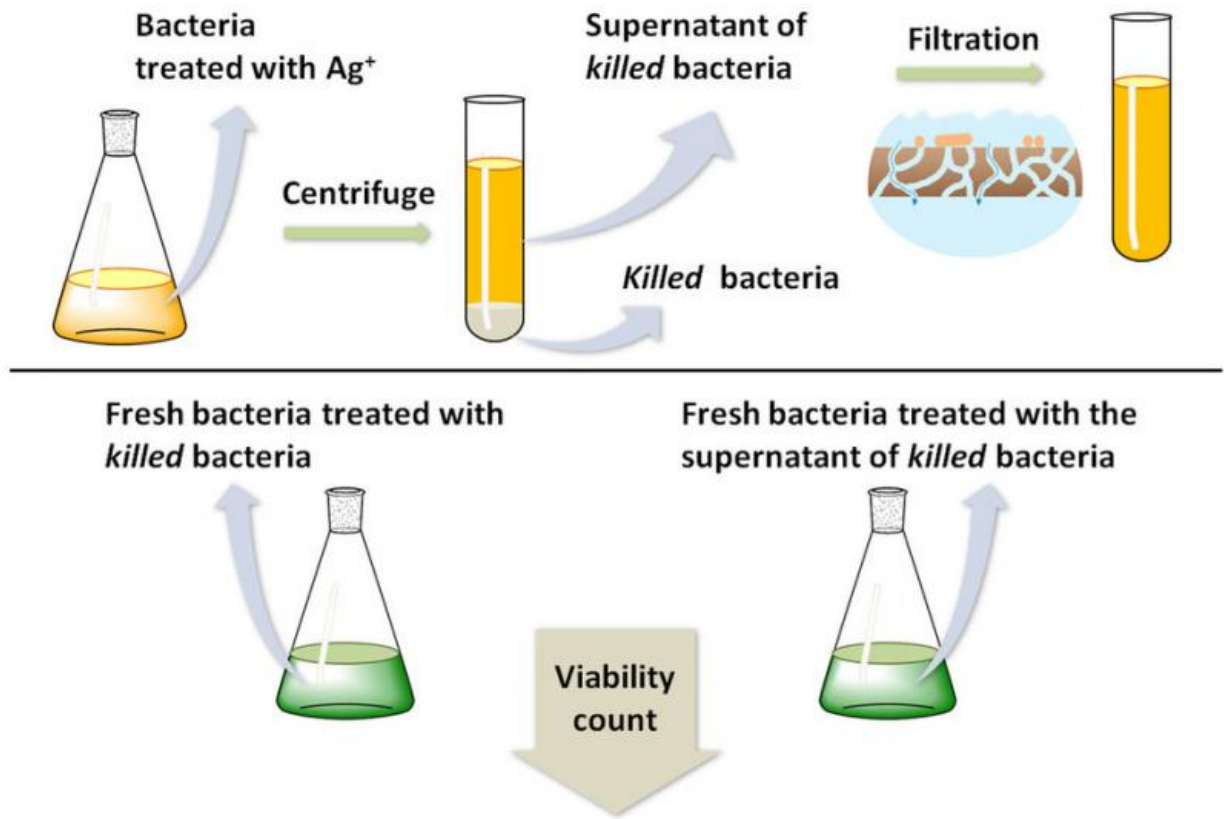 Bacteria
treated with Ag⁺
Centrifuge
Supernatant of
killed bacteria
Killed bacteria
Filtration
Fresh bacteria treated with
killed bacteria
Fresh bacteria treated with the
supernatant of killed bacteria
Viability
count